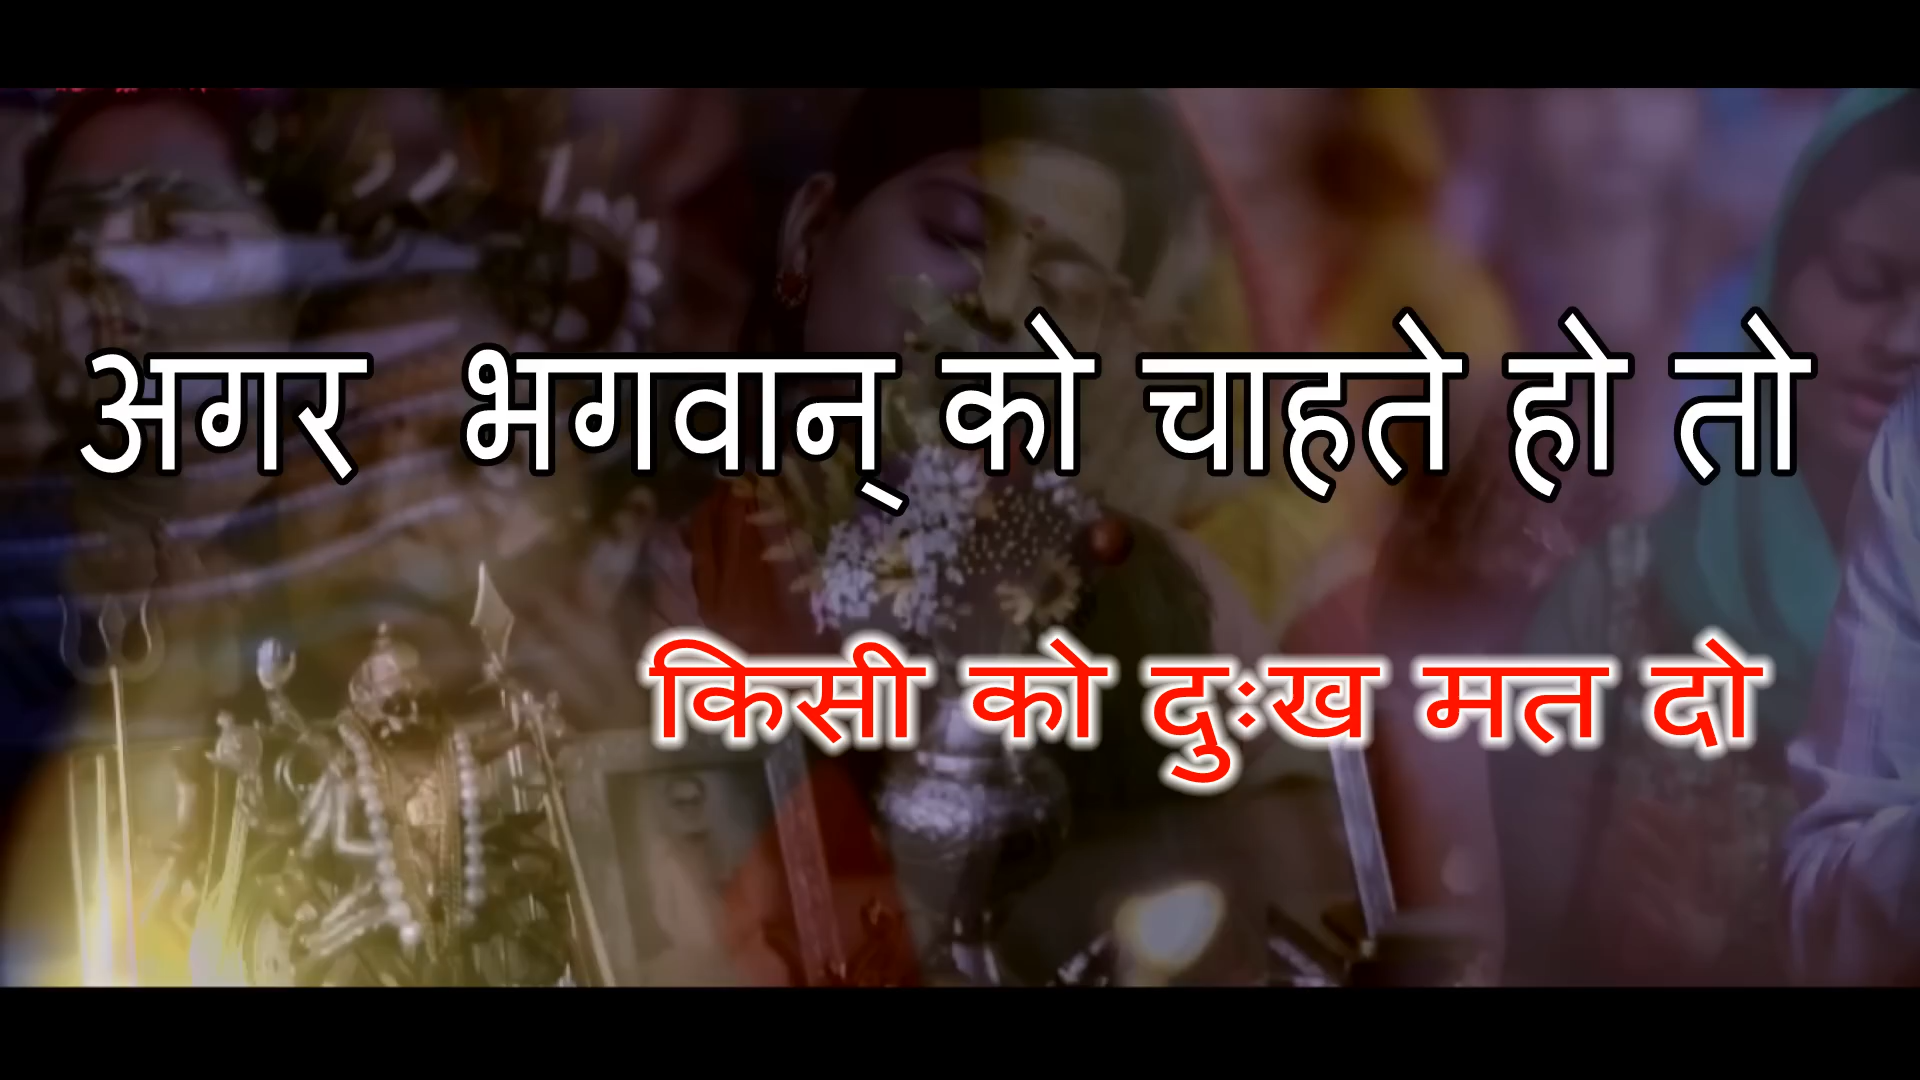 अगर भगवान् को चाहते हो तो
किसी को दुःख मत दो